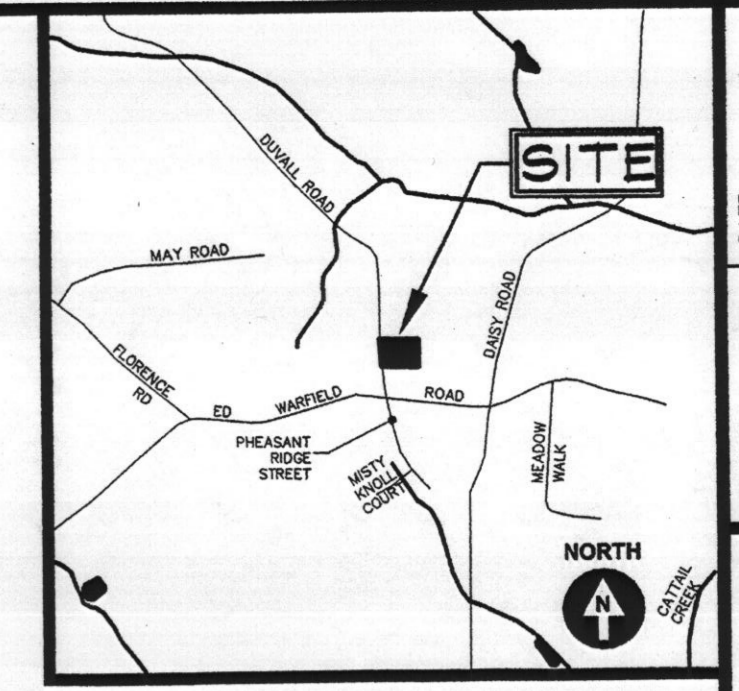 DUVALL ROAD
SITE
MAY ROAD
DAISY ROAD
FLORENCE
RD
ED WARFIELD ROAD
PHEASANT
RIDGE
STREET
MISTY
KNOLL
COURT
MEADOW
WALK
NORTH
N
CATTAIL
CREEK